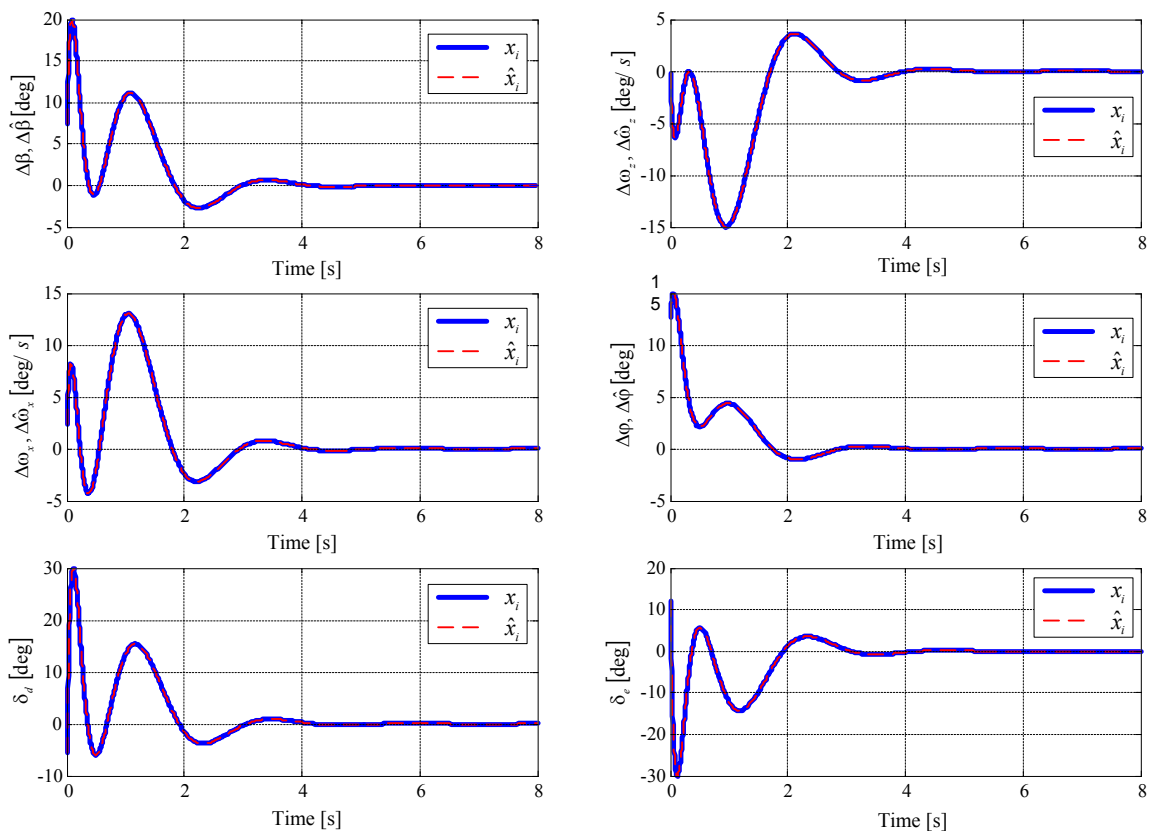 20
15
10
5
0
-5
Δβ, Δβ̂ [deg]
x_i
x̂_i
0 2 4 6 8
Time [s]
5
0
-5
-10
-15
Δω_z, Δω̂_z [deg/ s]
x_i
x̂_i
0 2 4 6 8
Time [s]
15
10
5
0
-5
Δω_x, Δω̂_x [deg/ s]
x_i
x̂_i
0 2 4 6 8
Time [s]
1
5
10
5
0
-5
Δφ, Δφ̂ [deg]
x_i
x̂_i
0 2 4 6 8
Time [s]
30
20
10
0
-10
δ_d [deg]
x_i
x̂_i
0 2 4 6 8
Time [s]
20
10
0
-10
-20
-30
δ_e [deg]
x_i
x̂_i
0 2 4 6 8
Time [s]